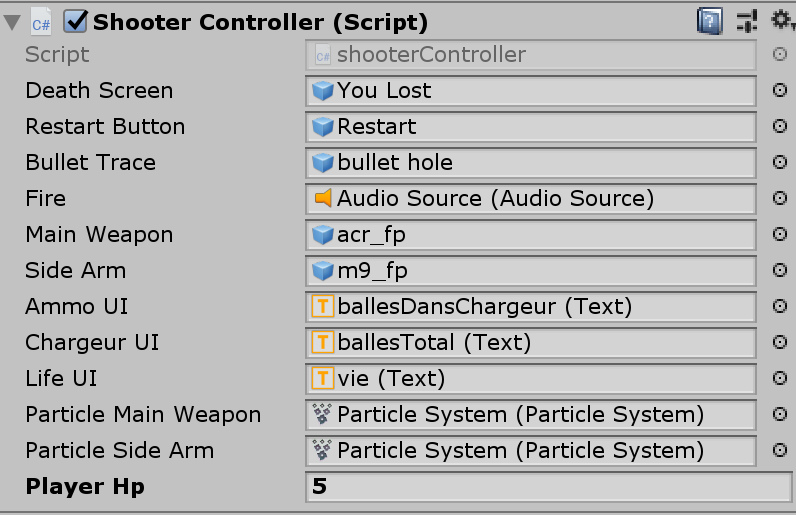 Shooter Controller (Script)
Script shooterController
Death Screen You Lost
Restart Button Restart
Bullet Trace bullet hole
Fire Audio Source (Audio Source)
Main Weapon acr_fp
Side Arm m9_fp
Ammo UI ballesDansChargeur (Text)
Chargeur UI ballesTotal (Text)
Life UI vie (Text)
Particle Main Weapon Particle System (Particle System)
Particle Side Arm Particle System (Particle System)
Player Hp 5